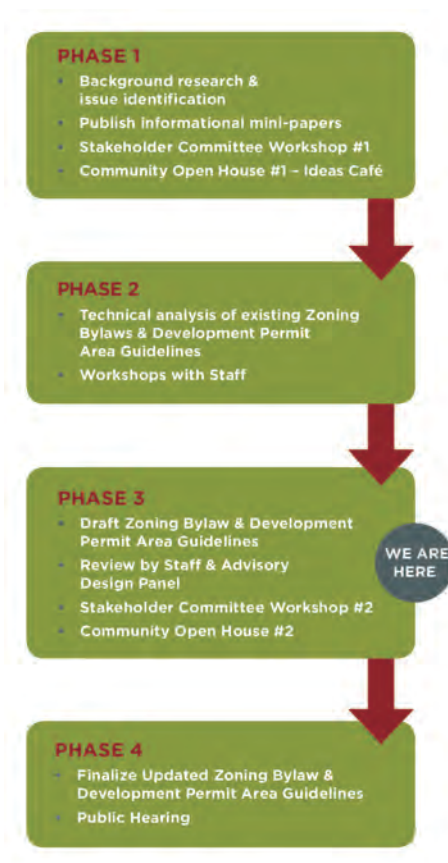 PHASE 1
• Background research &
issue identification
• Publish informational mini-papers
• Stakeholder Committee Workshop #1
• Community Open House #1 – Ideas Café
PHASE 2
• Technical analysis of existing Zoning
Bylaws & Development Permit
Area Guidelines
• Workshops with Staff
PHASE 3
• Draft Zoning Bylaw & Development
Permit Area Guidelines
• Review by Staff & Advisory
Design Panel
• Stakeholder Committee Workshop #2
• Community Open House #2
WE ARE
HERE
PHASE 4
• Finalize Updated Zoning Bylaw &
Development Permit Area Guidelines
• Public Hearing